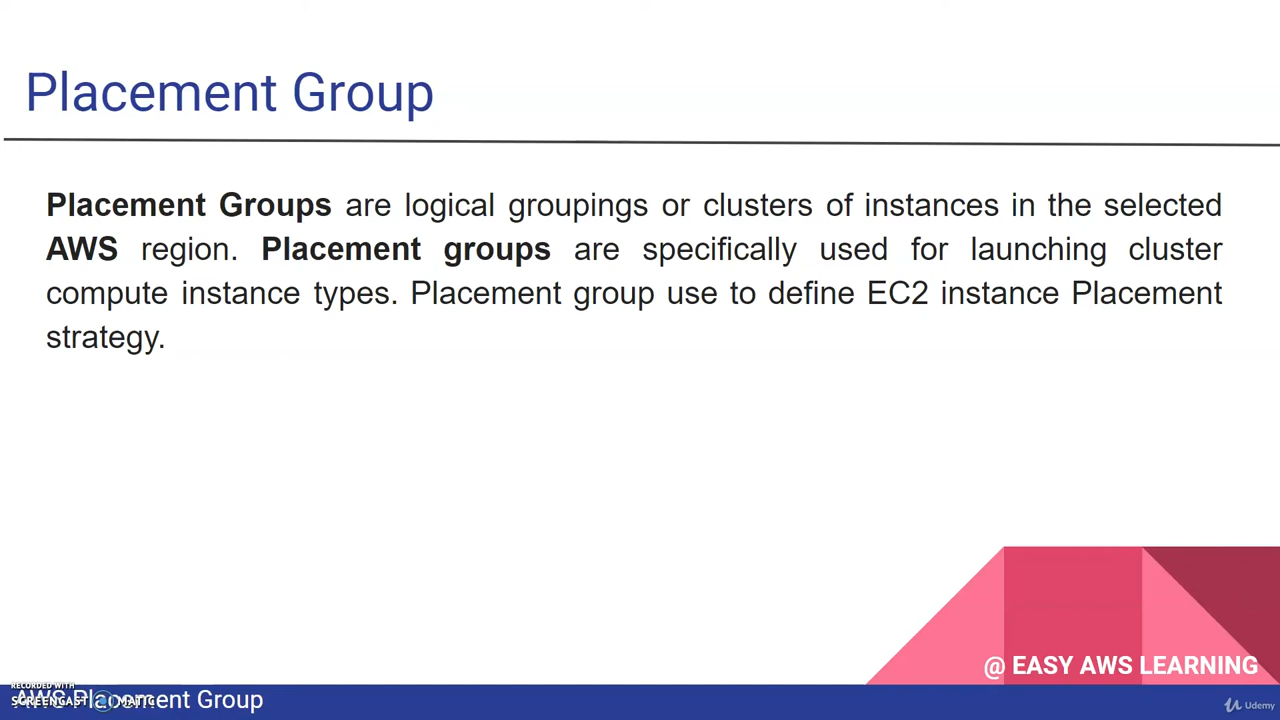 Placement Group
Placement Groups are logical groupings or clusters of instances in the selected
AWS region. Placement groups are specifically used for launching cluster
compute instance types. Placement group use to define EC2 instance Placement
strategy.
@ EASY AWS LEARNING
RECORDED WITH
SCREENCAST MATIC
AWS Placement Group
Udemy